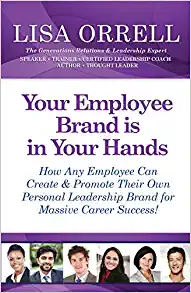 LISA ORRELL
The Generations Relations & Leadership Expert
SPEAKER • TRAINER • CERTIFIED LEADERSHIP COACH
AUTHOR • THOUGHT LEADER
Your Employee
Brand is
in Your Hands
How Any Employee Can
Create & Promote Their Own
Personal Leadership Brand for
Massive Career Success!